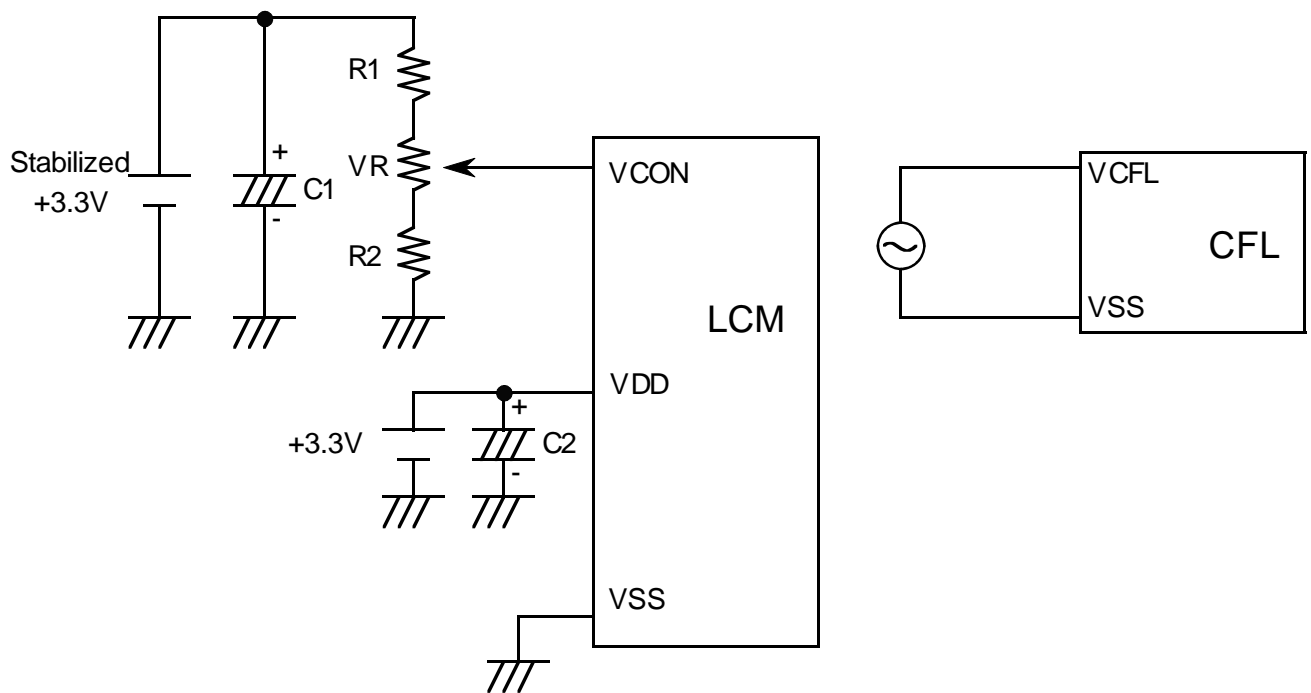 R1
Stabilized
+3.3V
+
-
C1
VR
R2
VCON
LCM
VDD
+3.3V
+
-
C2
VSS
VCFL
CFL
VSS